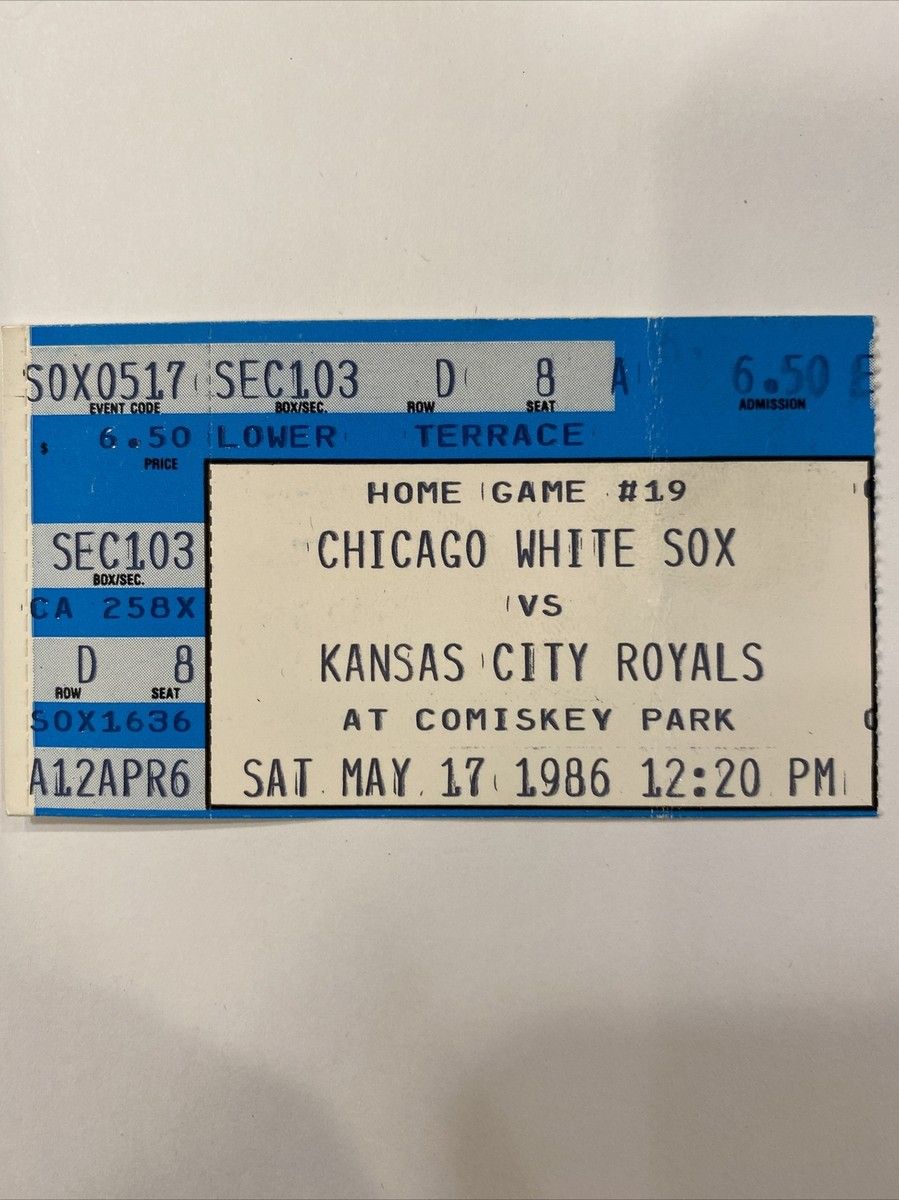 SOX0517 SEC103 D 8 A 6.50 E
EVENT CODE BOX/SEC. ROW SEAT ADMISSION
$ 6.50 LOWER TERRACE
PRICE
HOME GAME #19
SEC103 CHICAGO WHITE SOX
BOX/SEC.
CA 258X VS
D 8 KANSAS CITY ROYALS
ROW SEAT
SOX1636 AT COMISKEY PARK
A12APR6 SAT MAY 17 1986 12:20 PM